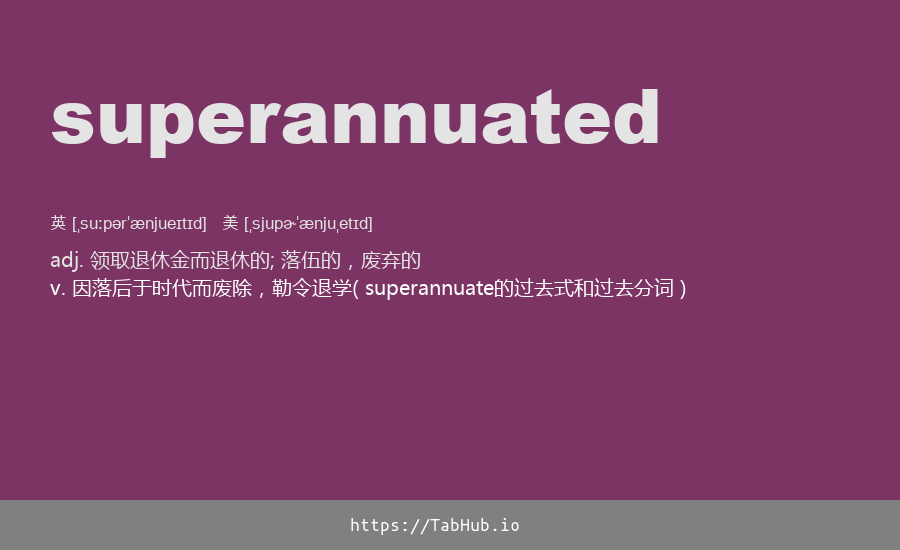 superannuated
英 [ˌsuːpərˈænjueɪtɪd] 美 [ˌsjupɚˈænjuˌetɪd]
adj. 领取退休金而退休的; 落伍的，废弃的
v. 因落后于时代而废除，勒令退学( superannuate的过去式和过去分词 )
https://TabHub.io